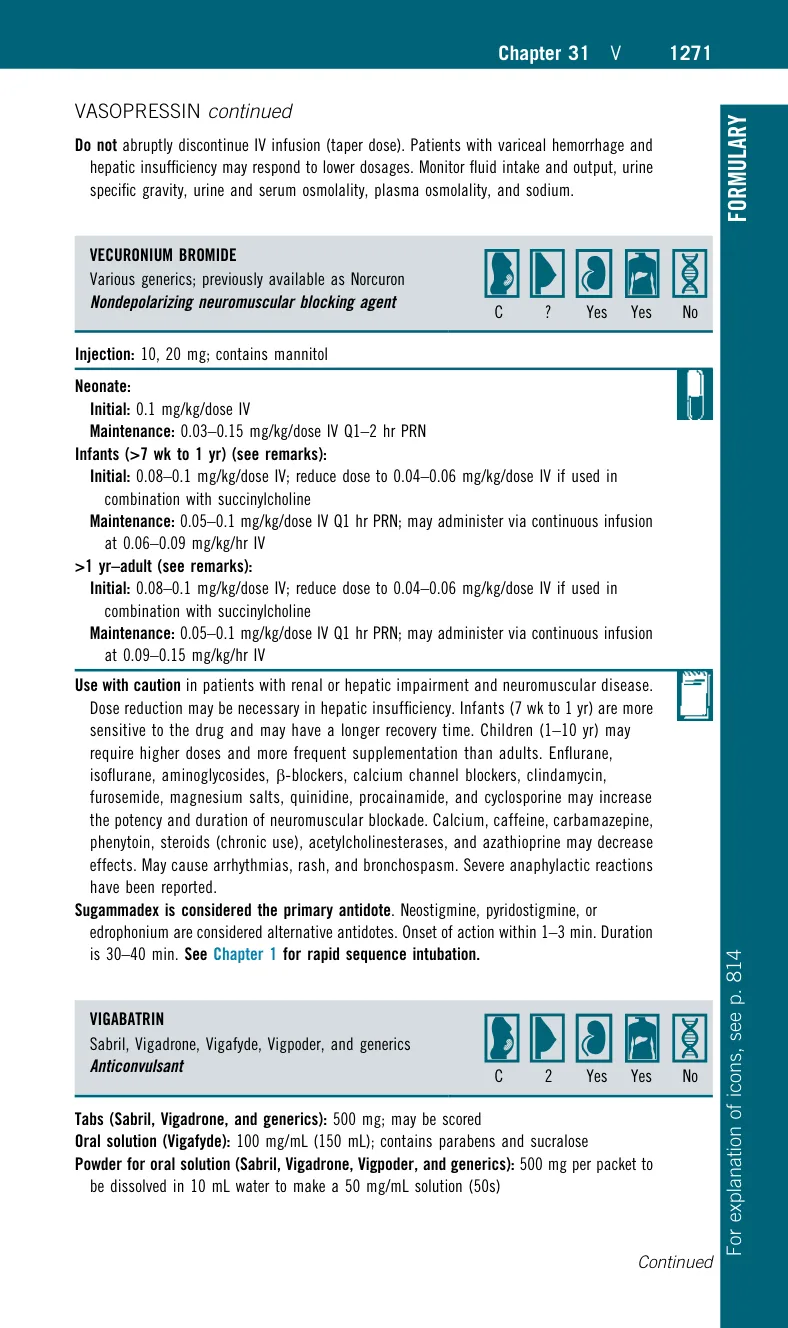 Chapter 31 V 1271
VASOPRESSIN continued
Do not abruptly discontinue IV infusion (taper dose). Patients with variceal hemorrhage and
hepatic insufficiency may respond to lower dosages. Monitor fluid intake and output, urine
specific gravity, urine and serum osmolality, plasma osmolality, and sodium.
VECURONIUM BROMIDE
Various generics; previously available as Norcuron
Nondepolarizing neuromuscular blocking agent
C ? Yes Yes No
Injection: 10, 20 mg; contains mannitol
Neonate:
Initial: 0.1 mg/kg/dose IV
Maintenance: 0.03–0.15 mg/kg/dose IV Q1–2 hr PRN
Infants (>7 wk to 1 yr) (see remarks):
Initial: 0.08–0.1 mg/kg/dose IV; reduce dose to 0.04–0.06 mg/kg/dose IV if used in
combination with succinylcholine
Maintenance: 0.05–0.1 mg/kg/dose IV Q1 hr PRN; may administer via continuous infusion
at 0.06–0.09 mg/kg/hr IV
>1 yr–adult (see remarks):
Initial: 0.08–0.1 mg/kg/dose IV; reduce dose to 0.04–0.06 mg/kg/dose IV if used in
combination with succinylcholine
Maintenance: 0.05–0.1 mg/kg/dose IV Q1 hr PRN; may administer via continuous infusion
at 0.09–0.15 mg/kg/hr IV
Use with caution in patients with renal or hepatic impairment and neuromuscular disease.
Dose reduction may be necessary in hepatic insufficiency. Infants (7 wk to 1 yr) are more
sensitive to the drug and may have a longer recovery time. Children (1–10 yr) may
require higher doses and more frequent supplementation than adults. Enflurane,
isoflurane, aminoglycosides, β-blockers, calcium channel blockers, clindamycin,
furosemide, magnesium salts, quinidine, procainamide, and cyclosporine may increase
the potency and duration of neuromuscular blockade. Calcium, caffeine, carbamazepine,
phenytoin, steroids (chronic use), acetylcholinesterases, and azathioprine may decrease
effects. May cause arrhythmias, rash, and bronchospasm. Severe anaphylactic reactions
have been reported.
Sugammadex is considered the primary antidote. Neostigmine, pyridostigmine, or
edrophonium are considered alternative antidotes. Onset of action within 1–3 min. Duration
is 30–40 min. See Chapter 1 for rapid sequence intubation.
VIGABATRIN
Sabril, Vigadrone, Vigafyde, Vigpoder, and generics
Anticonvulsant
C 2 Yes Yes No
Tabs (Sabril, Vigadrone, and generics): 500 mg; may be scored
Oral solution (Vigafyde): 100 mg/mL (150 mL); contains parabens and sucralose
Powder for oral solution (Sabril, Vigadrone, Vigpoder, and generics): 500 mg per packet to
be dissolved in 10 mL water to make a 50 mg/mL solution (50s)
Continued
FORMULARY
For explanation of icons, see p. 814